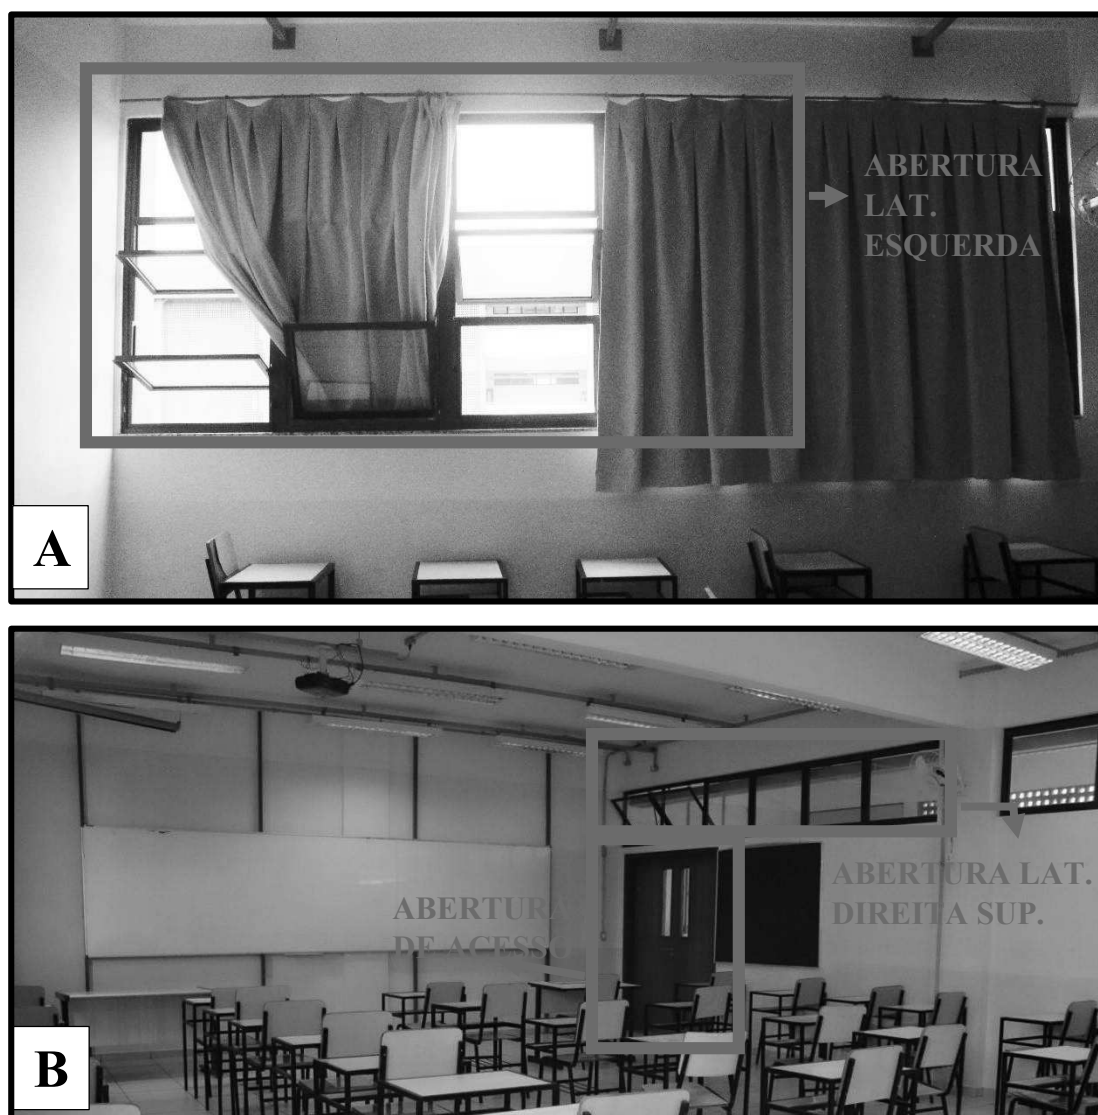 ABERTURA
LAT.
ESQUERDA
A
ABERTURA LAT.
DIREITA SUP.
ABERTURA
DE ACESSO
B